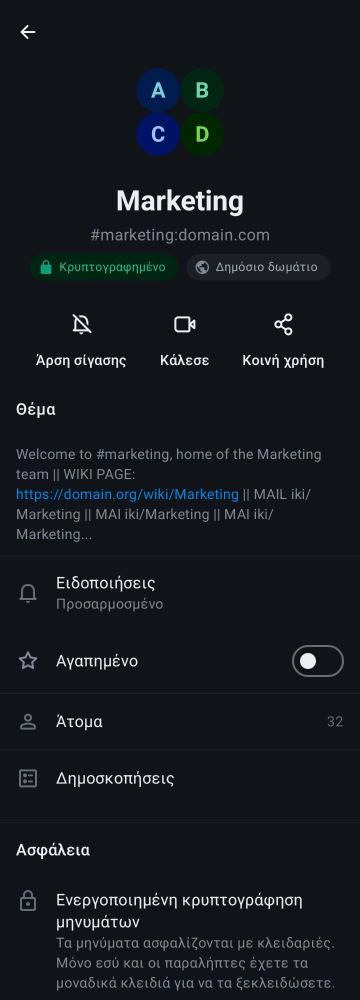 A B
C D
Marketing
#marketing:domain.com
Κρυπτογραφημένο Δημόσιο δωμάτιο
Άρση σίγασης Κάλεσε Κοινή χρήση
Θέμα
Welcome to #marketing, home of the Marketing
team || WIKI PAGE:
https://domain.org/wiki/Marketing || MAIL iki/
Marketing || MAI iki/Marketing || MAI iki/
Marketing...
Ειδοποιήσεις
Προσαρμοσμένο
Αγαπημένο
Άτομα 32
Δημοσκοπήσεις
Ασφάλεια
Ενεργοποιημένη κρυπτογράφηση
μηνυμάτων
Τα μηνύματα ασφαλίζονται με κλειδαριές.
Μόνο εσύ και οι παραλήπτες έχετε τα
μοναδικά κλειδιά για να τα ξεκλειδώσετε.